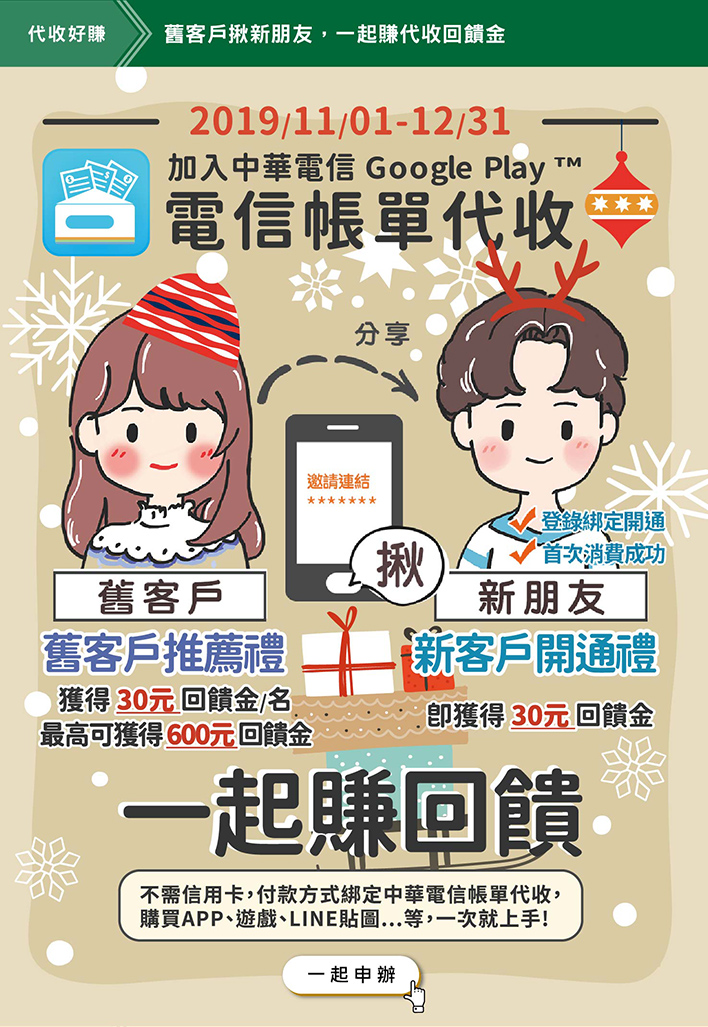 代收好賺
舊客戶揪新朋友，一起賺代收回饋金
2019/11/01-12/31
加入中華電信 Google Play ™
電信帳單代收
分享
邀請連結
*******
登錄綁定開通
首次消費成功
揪
舊客戶
新朋友
舊客戶推薦禮
新客戶開通禮
獲得 30元 回饋金/名
最高可獲得 600元 回饋金
即獲得 30元 回饋金
一起賺回饋
不需信用卡，付款方式綁定中華電信帳單代收，
購買APP、遊戲、LINE貼圖...等，一次就上手！
一起申辦